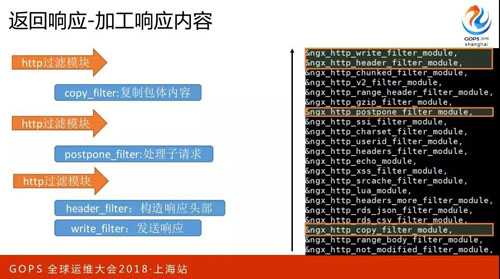 返回响应-加工响应内容
GOPS 2018
shanghai
http过滤模块
copy_filter:复制包体内容
http过滤模块
postpone_filter:处理子请求
http过滤模块
header_filter：构造响应头部
write_filter：发送响应
&ngx_http_write_filter_module,
&ngx_http_header_filter_module,
&ngx_http_chunked_filter_module,
&ngx_http_v2_filter_module,
&ngx_http_range_header_filter_module,
&ngx_http_gzip_filter_module,
&ngx_http_postpone_filter_module,
&ngx_http_ssi_filter_module,
&ngx_http_charset_filter_module,
&ngx_http_userid_filter_module,
&ngx_http_headers_filter_module,
&ngx_http_echo_module,
&ngx_http_xss_filter_module,
&ngx_http_srcache_filter_module,
&ngx_http_lua_module,
&ngx_http_headers_more_filter_module,
&ngx_http_rds_json_filter_module,
&ngx_http_rds_csv_filter_module,
&ngx_http_copy_filter_module,
&ngx_http_range_body_filter_module,
&ngx_http_not_modified_filter_module,
GOPS 全球运维大会2018·上海站